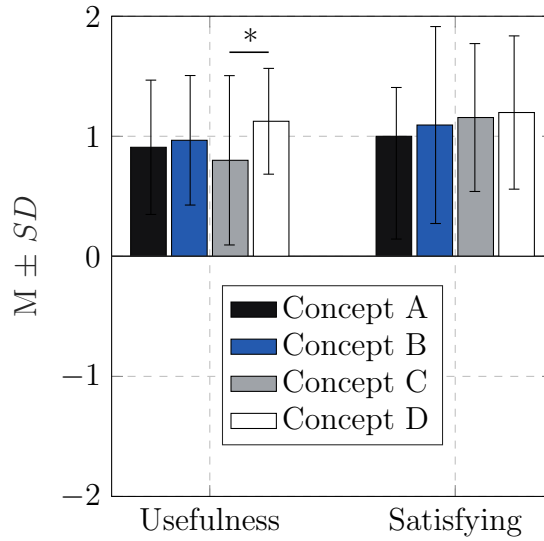 2
*
1
0
−1
−2
M ± SD
Concept A
Concept B
Concept C
Concept D
Usefulness
Satisfying